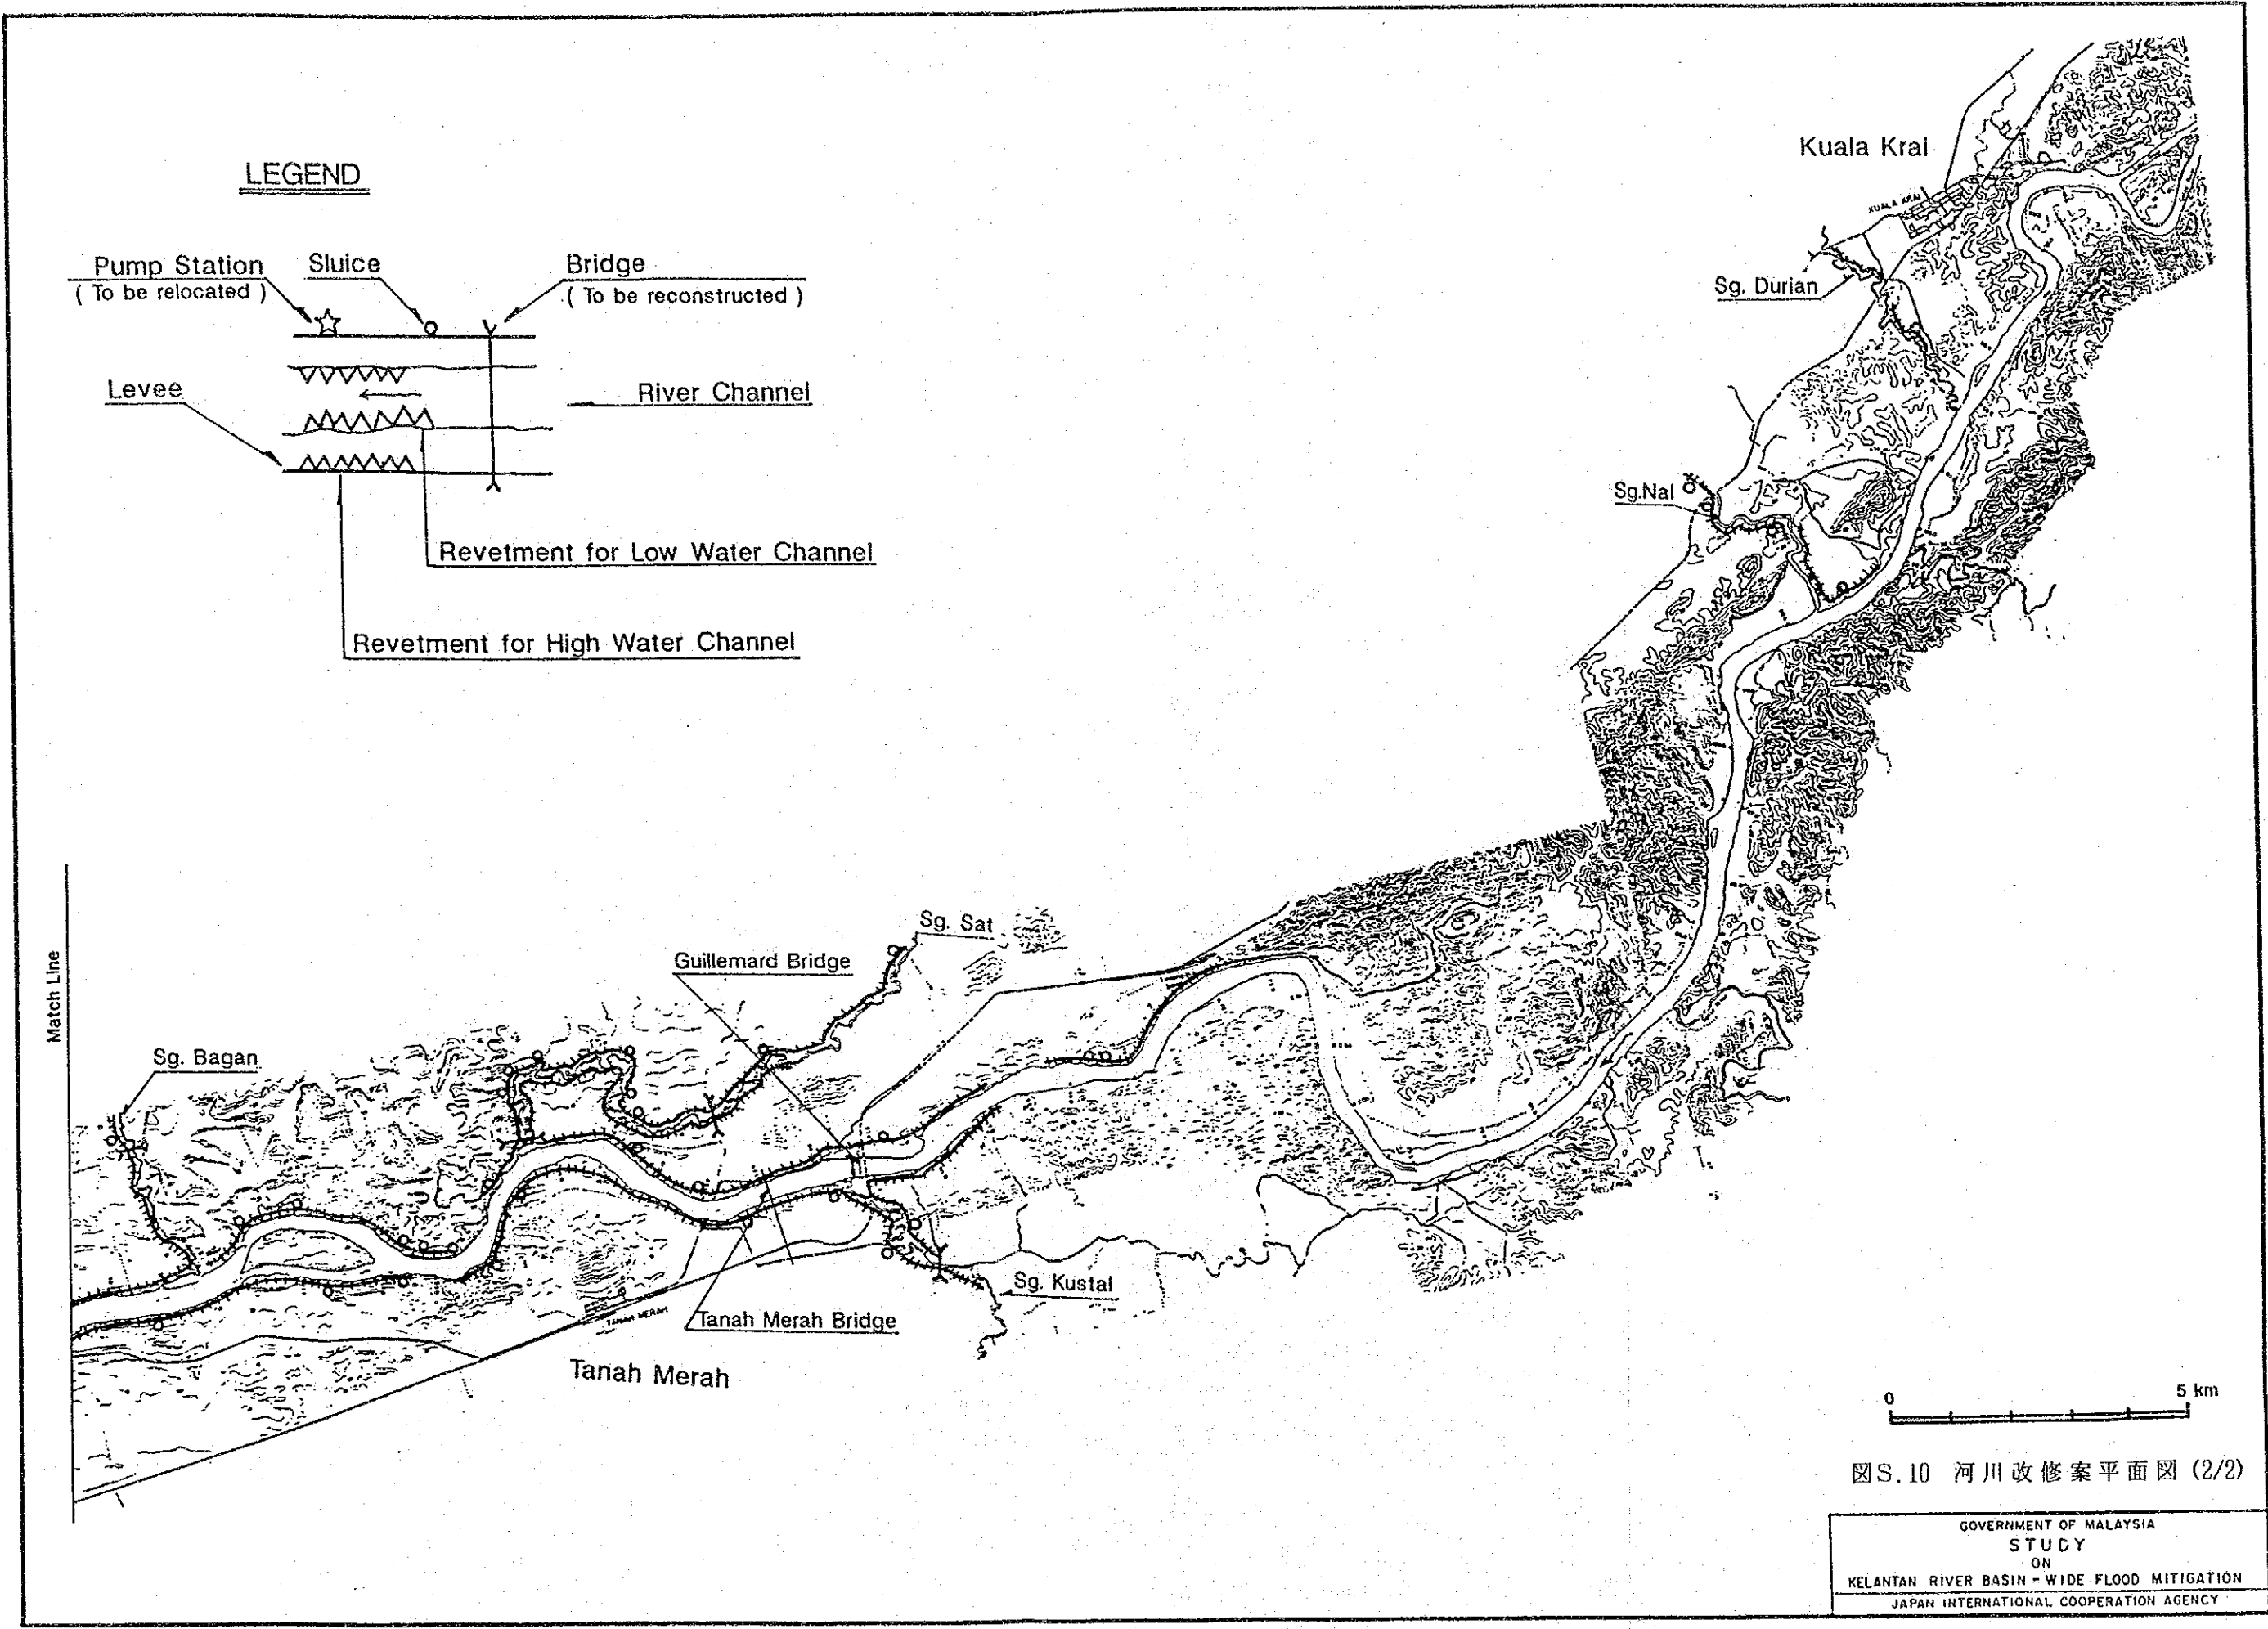 LEGEND
Pump Station
( To be relocated )
Sluice
Bridge
( To be reconstructed )
Levee
River Channel
Revetment for Low Water Channel
Revetment for High Water Channel
Kuala Krai
KUALA KRAI
Sg. Durian
Sg.Nal
Sg. Sat
Guillemard Bridge
Match Line
Sg. Bagan
Sg. Kustal
TANAH MERAH
Tanah Merah Bridge
Tanah Merah
0 5 km
図S.10 河川改修案平面図 (2/2)
GOVERNMENT OF MALAYSIA
STUDY
ON
KELANTAN RIVER BASIN - WIDE FLOOD MITIGATION
JAPAN INTERNATIONAL COOPERATION AGENCY